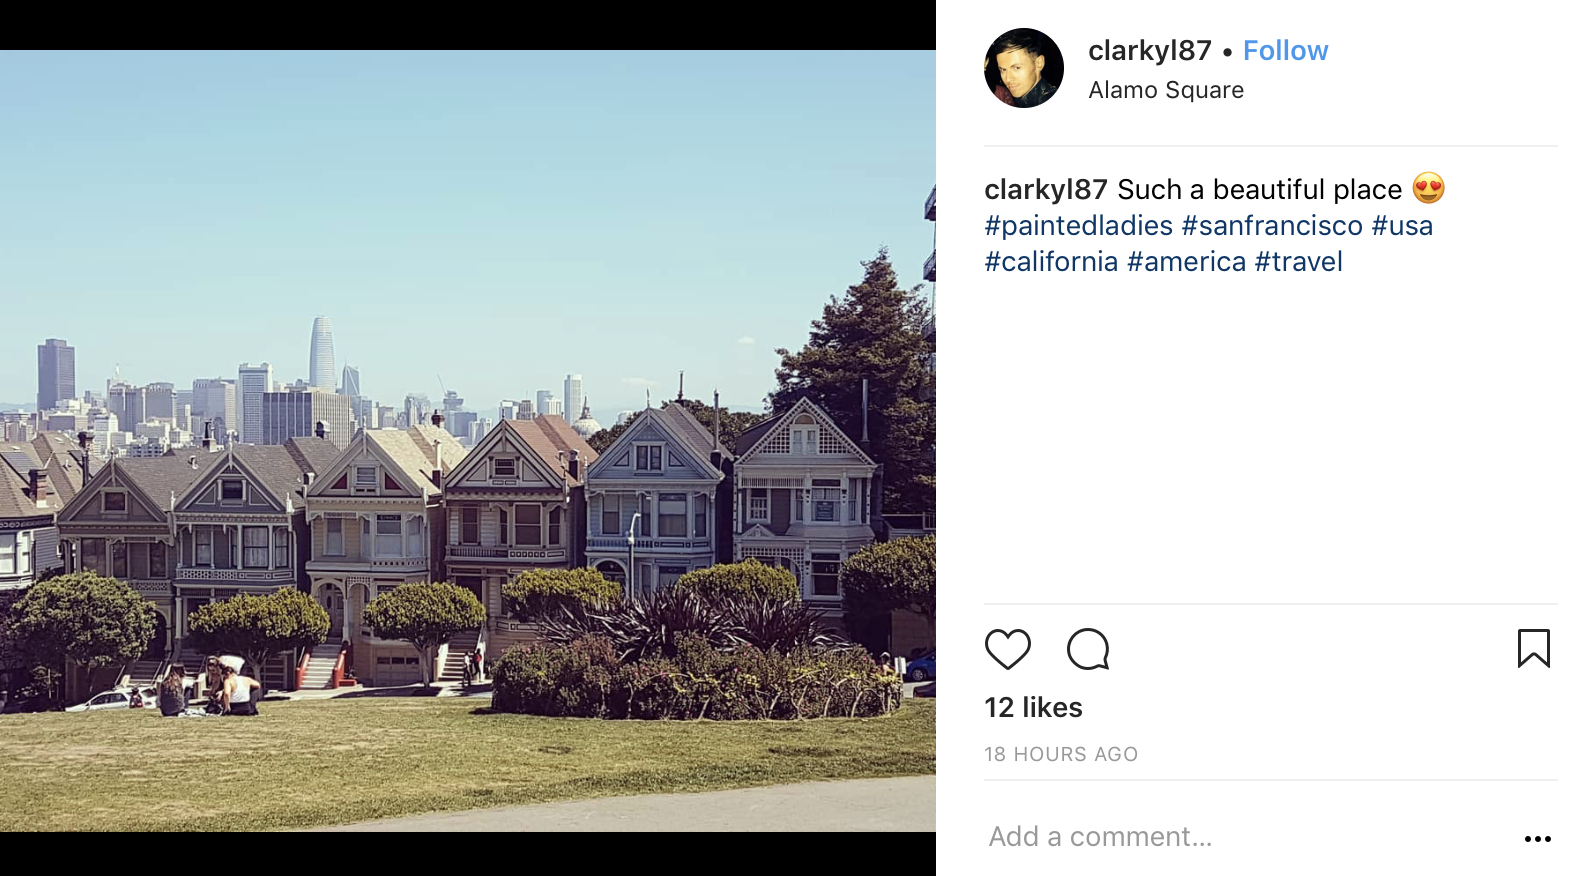 clarkyl87 • Follow
Alamo Square
clarkyl87 Such a beautiful place 😍
#paintedladies #sanfrancisco #usa
#california #america #travel
12 likes
18 HOURS AGO
Add a comment...